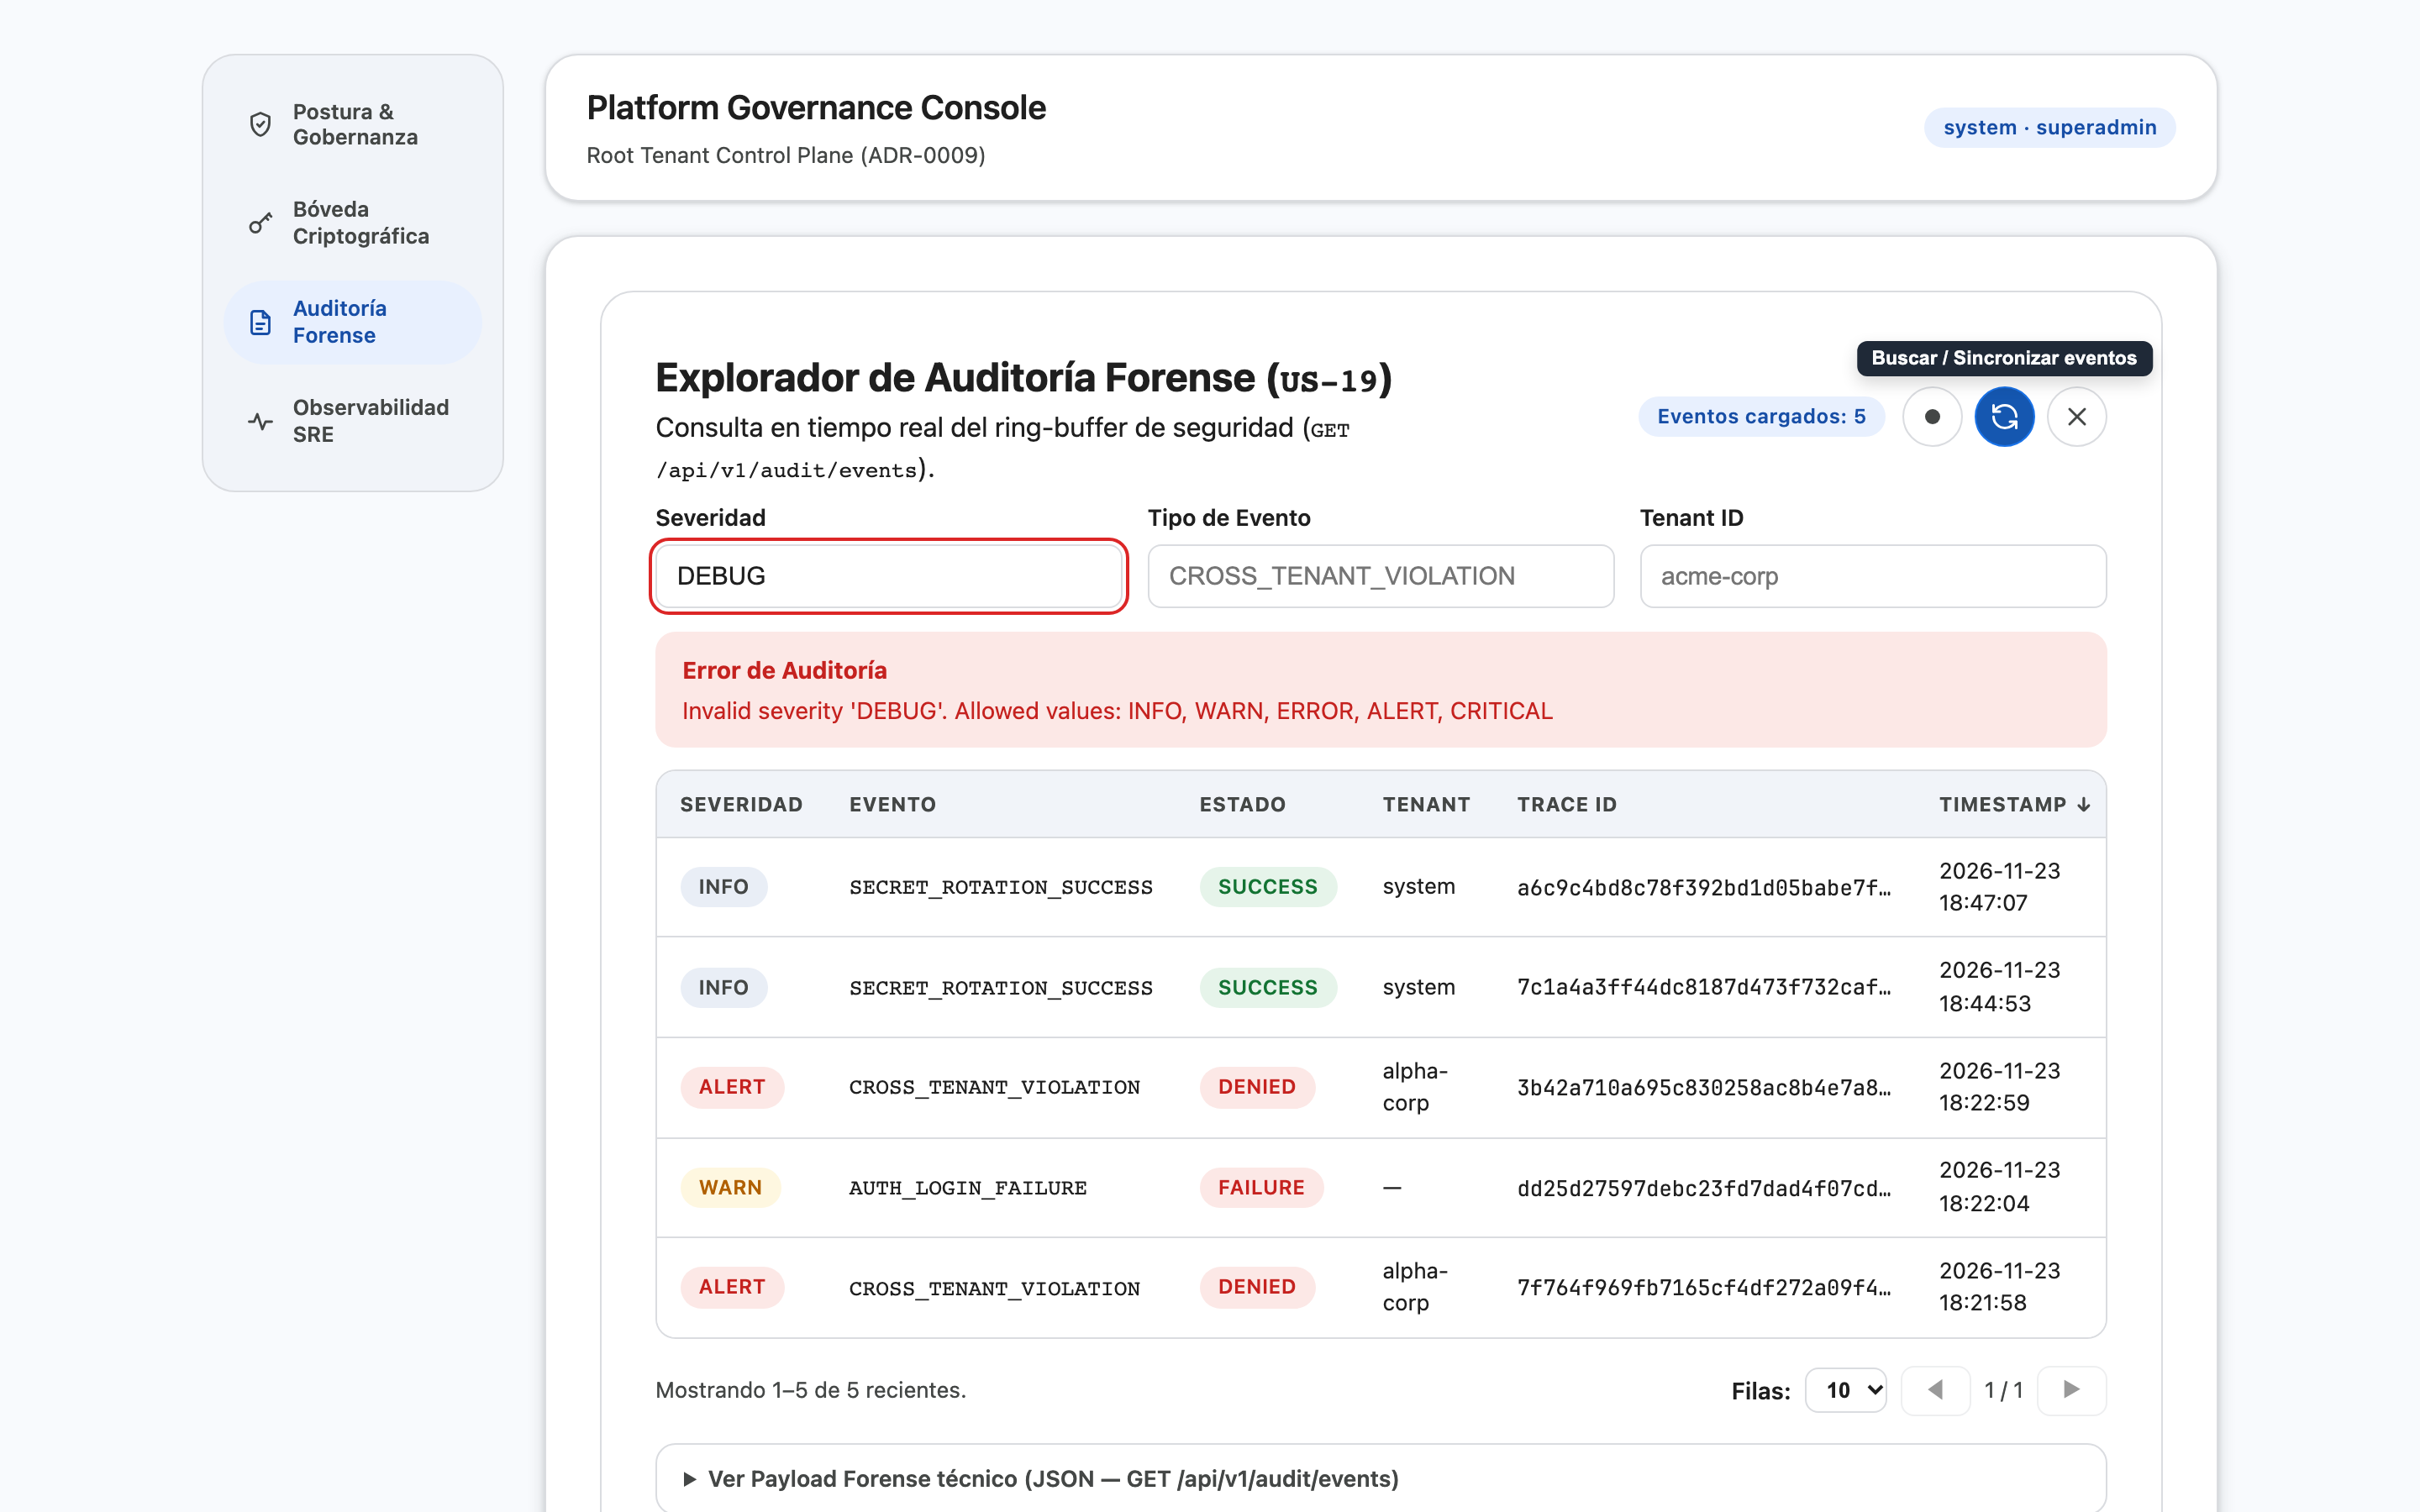 Postura &
Gobernanza
Bóveda
Criptográfica
Auditoría
Forense
Observabilidad
SRE
Platform Governance Console
Root Tenant Control Plane (ADR-0009)
system · superadmin
Explorador de Auditoría Forense (US-19)
Consulta en tiempo real del ring-buffer de seguridad (GET
/api/v1/audit/events).
Buscar / Sincronizar eventos
Eventos cargados: 5
Severidad
Tipo de Evento
Tenant ID
DEBUG
CROSS_TENANT_VIOLATION
acme-corp
Error de Auditoría
Invalid severity 'DEBUG'. Allowed values: INFO, WARN, ERROR, ALERT, CRITICAL
SEVERIDAD EVENTO ESTADO TENANT TRACE ID TIMESTAMP ↓
INFO SECRET_ROTATION_SUCCESS SUCCESS system a6c9c4bd8c78f392bd1d05babe7f… 2026-11-23
18:47:07
INFO SECRET_ROTATION_SUCCESS SUCCESS system 7c1a4a3ff44dc8187d473f732caf… 2026-11-23
18:44:53
ALERT CROSS_TENANT_VIOLATION DENIED alpha- 3b42a710a695c830258ac8b4e7a8… 2026-11-23
corp 18:22:59
WARN AUTH_LOGIN_FAILURE FAILURE — dd25d27597debc23fd7dad4f07cd… 2026-11-23
18:22:04
ALERT CROSS_TENANT_VIOLATION DENIED alpha- 7f764f969fb7165cf4df272a09f4… 2026-11-23
corp 18:21:58
Mostrando 1–5 de 5 recientes.
Filas: 10 1 / 1
Ver Payload Forense técnico (JSON — GET /api/v1/audit/events)